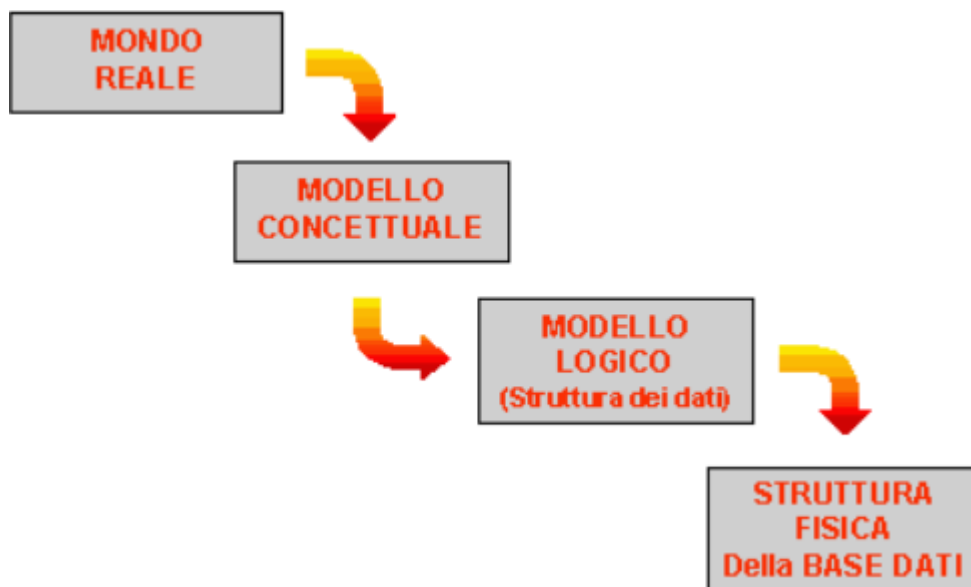 MONDO
REALE
MODELLO
CONCETTUALE
MODELLO
LOGICO
(Struttura dei dati)
STRUTTURA
FISICA
Della BASE DATI